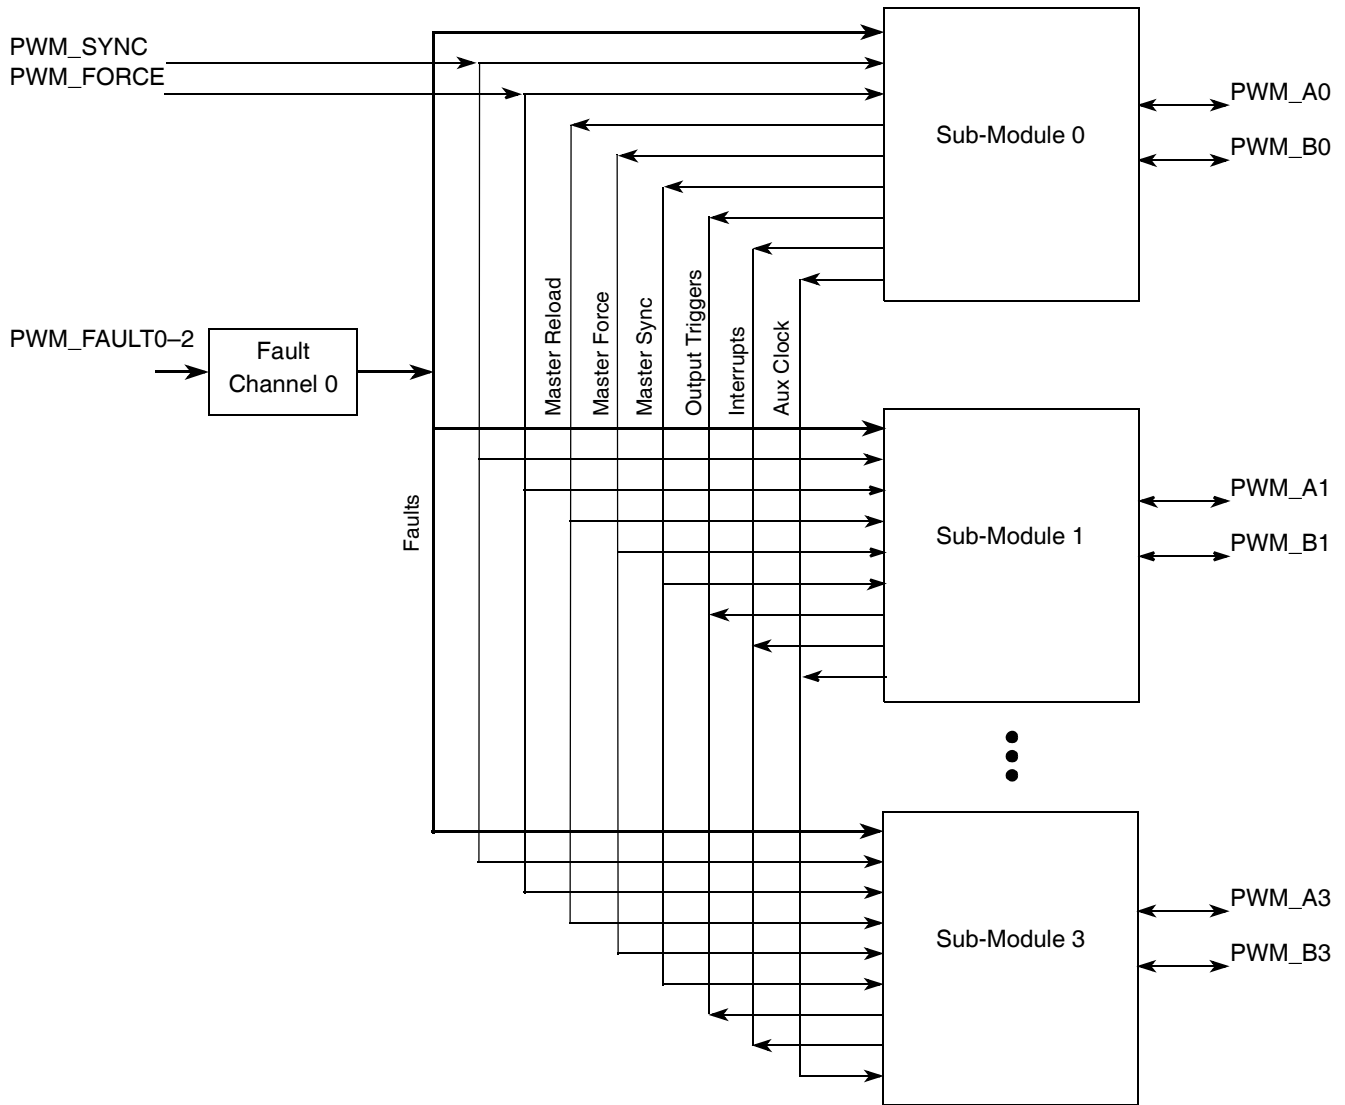 PWM_SYNC
PWM_FORCE
PWM_A0
Sub-Module 0
PWM_B0
Master Reload
Master Force
Master Sync
Output Triggers
Interrupts
Aux Clock
PWM_FAULT0–2
Fault
Channel 0
Faults
PWM_A1
Sub-Module 1
PWM_B1
PWM_A3
Sub-Module 3
PWM_B3